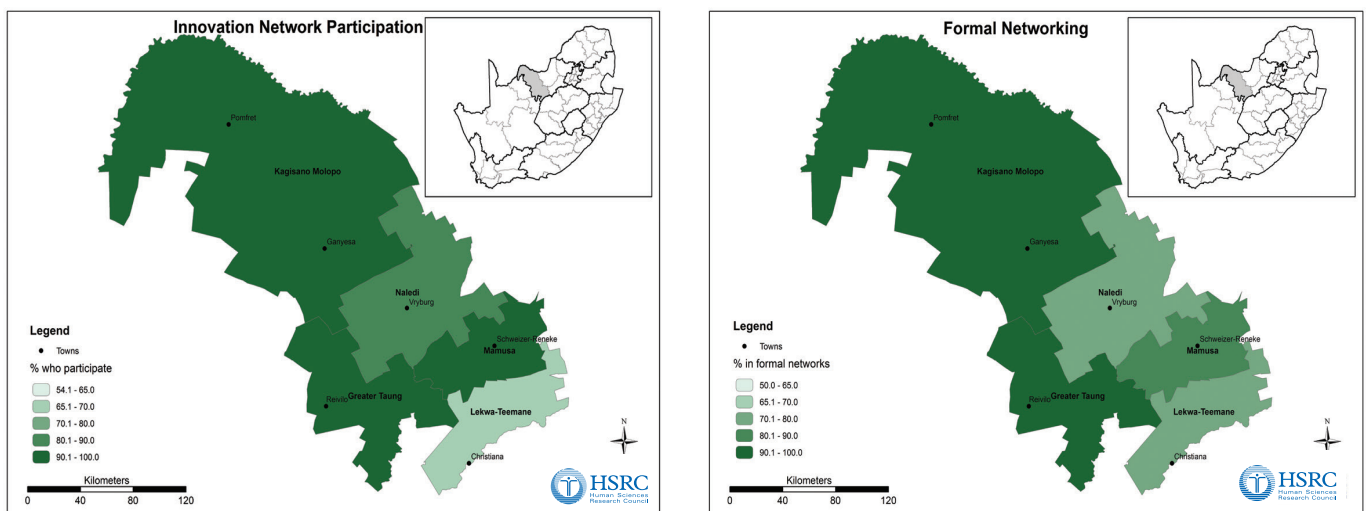 Innovation Network Participation
Pomfret
Kagisano Molopo
Ganyesa
Naledi
Vryburg
Schweizer-Reneke
Mamusa
Greater Taung
Reivilo
Lekwa-Teemane
Christiana
Legend
Towns
% who participate
54.1 - 65.0
65.1 - 70.0
70.1 - 80.0
80.1 - 90.0
90.1 - 100.0
Kilometers
0 40 80 120
N
HSRC
Human Sciences
Research Council
Formal Networking
Pomfret
Kagisano Molopo
Ganyesa
Naledi
Vryburg
Schweizer-Reneke
Mamusa
Greater Taung
Reivilo
Lekwa-Teemane
Christiana
Legend
Towns
% in formal networks
50.0 - 65.0
65.1 - 70.0
70.1 - 80.0
80.1 - 90.0
90.1 - 100.0
Kilometers
0 40 80 120
N
HSRC
Human Sciences
Research Council